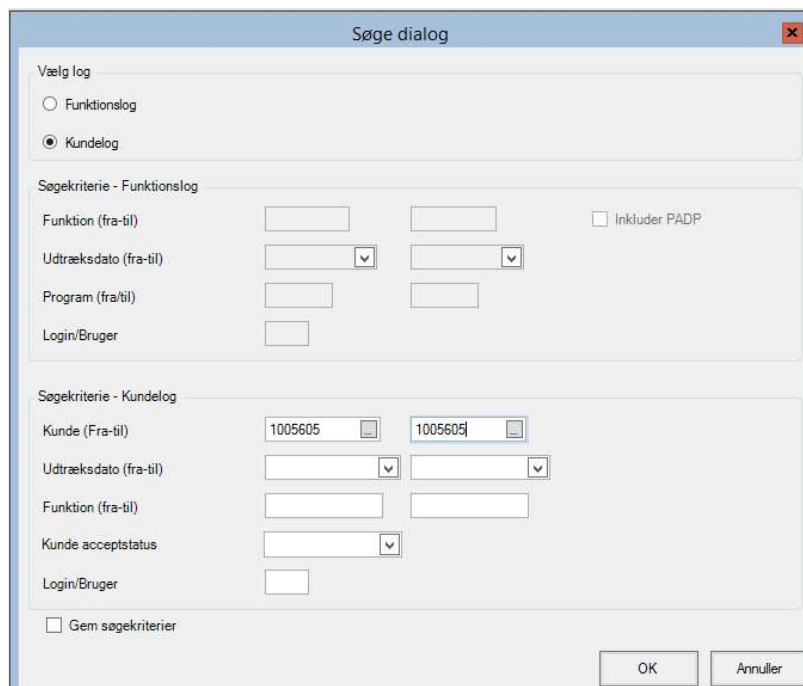 Søge dialog
Vælg log
Funktionslog
Kundelog
Søgekriterie - Funktionslog
Funktion (fra-til)
Inkluder PADP
Udtræksdato (fra-til)
Program (fra/til)
Login/Bruger
Søgekriterie - Kundelog
Kunde (Fra-til) 1005605 ... 1005605 ...
Udtræksdato (fra-til)
Funktion (fra-til)
Kunde acceptstatus
Login/Bruger
Gem søgekriterier
OK Annuller